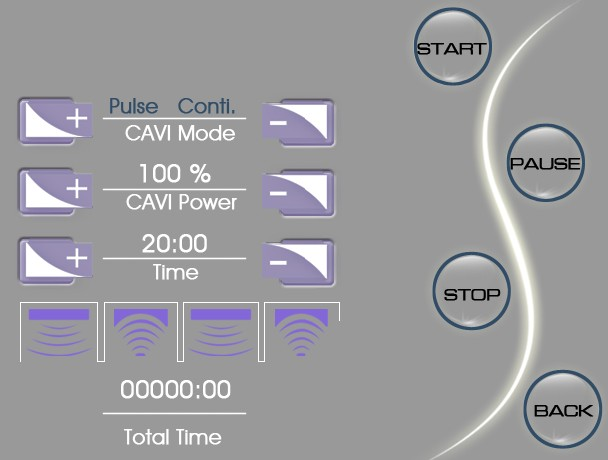 START
Pulse Conti.
+ −
CAVI Mode
PAUSE
100 %
+ −
CAVI Power
20:00
+ −
Time
STOP
00000:00
Total Time
BACK